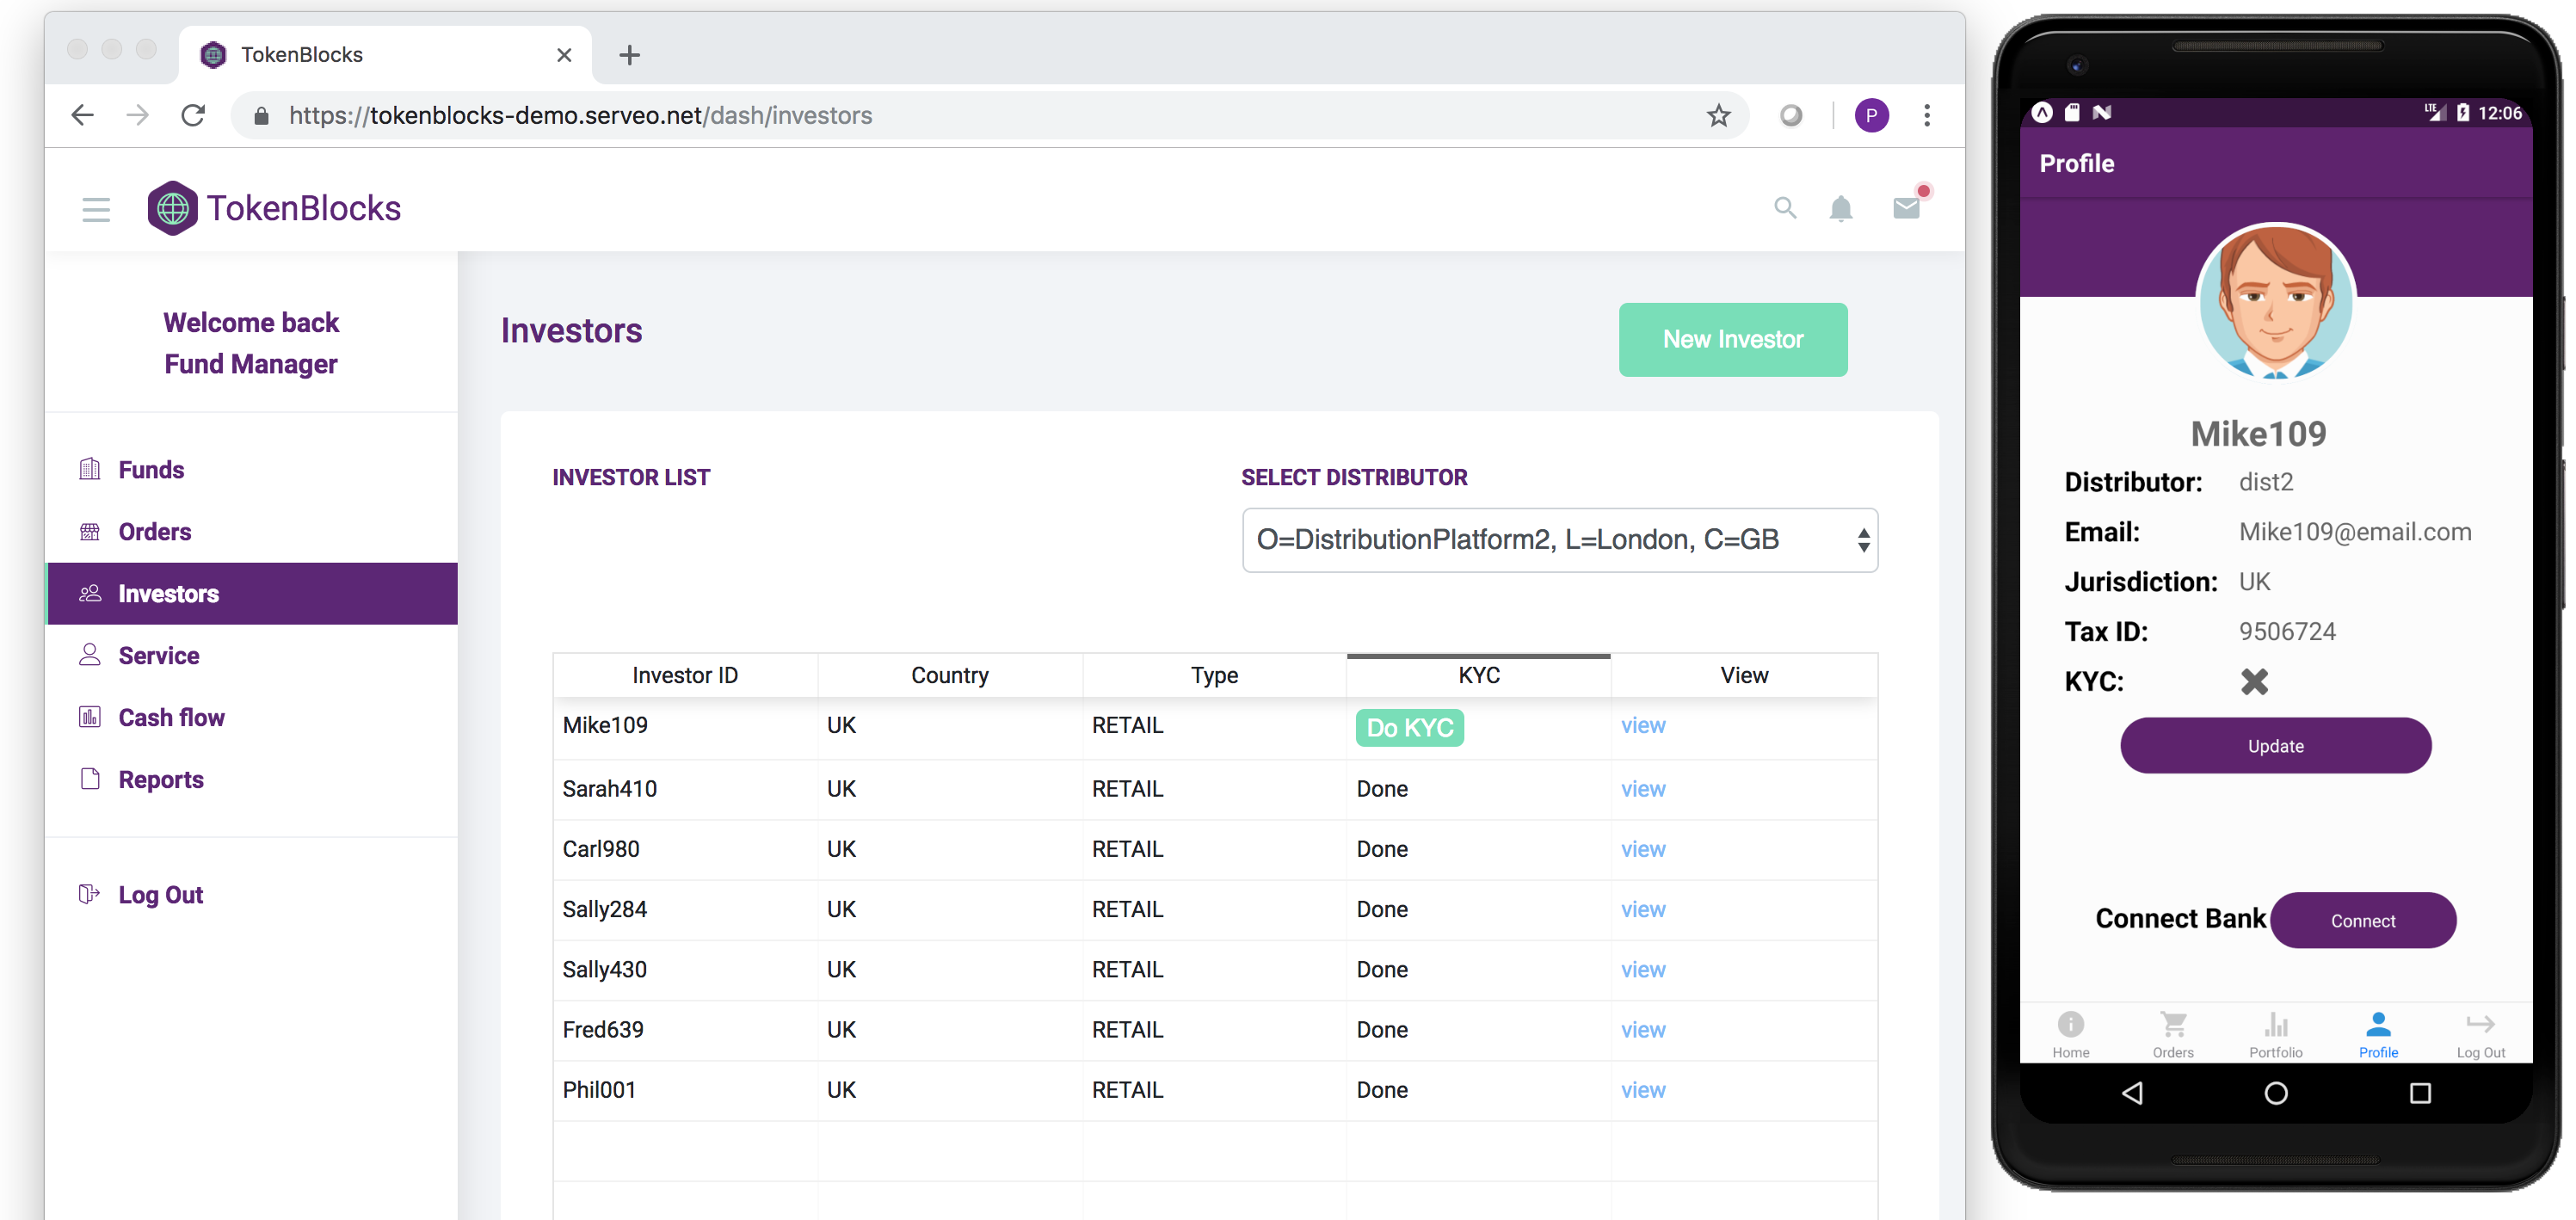 TokenBlocks
https://tokenblocks-demo.serveo.net/dash/investors
P
TokenBlocks
Welcome back
Fund Manager
Funds
Orders
Investors
Service
Cash flow
Reports
Log Out
Investors
New Investor
INVESTOR LIST
SELECT DISTRIBUTOR
O=DistributionPlatform2, L=London, C=GB
Investor ID Country Type KYC View
Mike109 UK RETAIL Do KYC view
Sarah410 UK RETAIL Done view
Carl980 UK RETAIL Done view
Sally284 UK RETAIL Done view
Sally430 UK RETAIL Done view
Fred639 UK RETAIL Done view
Phil001 UK RETAIL Done view
LTE 12:06
Profile
Mike109
Distributor: dist2
Email: Mike109@email.com
Jurisdiction: UK
Tax ID: 9506724
KYC:
Update
Connect Bank Connect
Home Orders Portfolio Profile Log Out